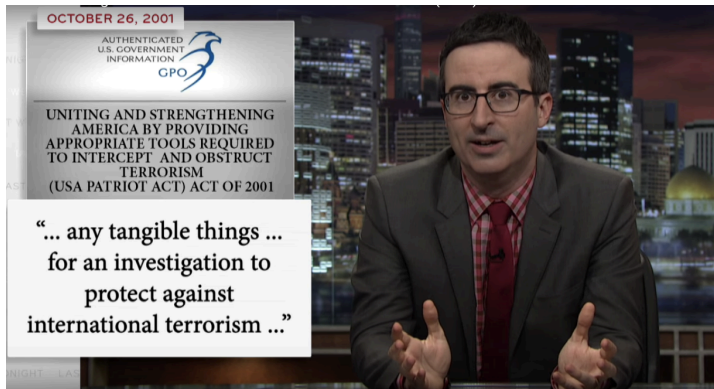 OCTOBER 26, 2001
AUTHENTICATED
U.S. GOVERNMENT
INFORMATION
GPO
UNITING AND STRENGTHENING
AMERICA BY PROVIDING
APPROPRIATE TOOLS REQUIRED
TO INTERCEPT AND OBSTRUCT
TERRORISM
(USA PATRIOT ACT) ACT OF 2001
“... any tangible things ...
for an investigation to
protect against
international terrorism ...”
NIGHT LAS